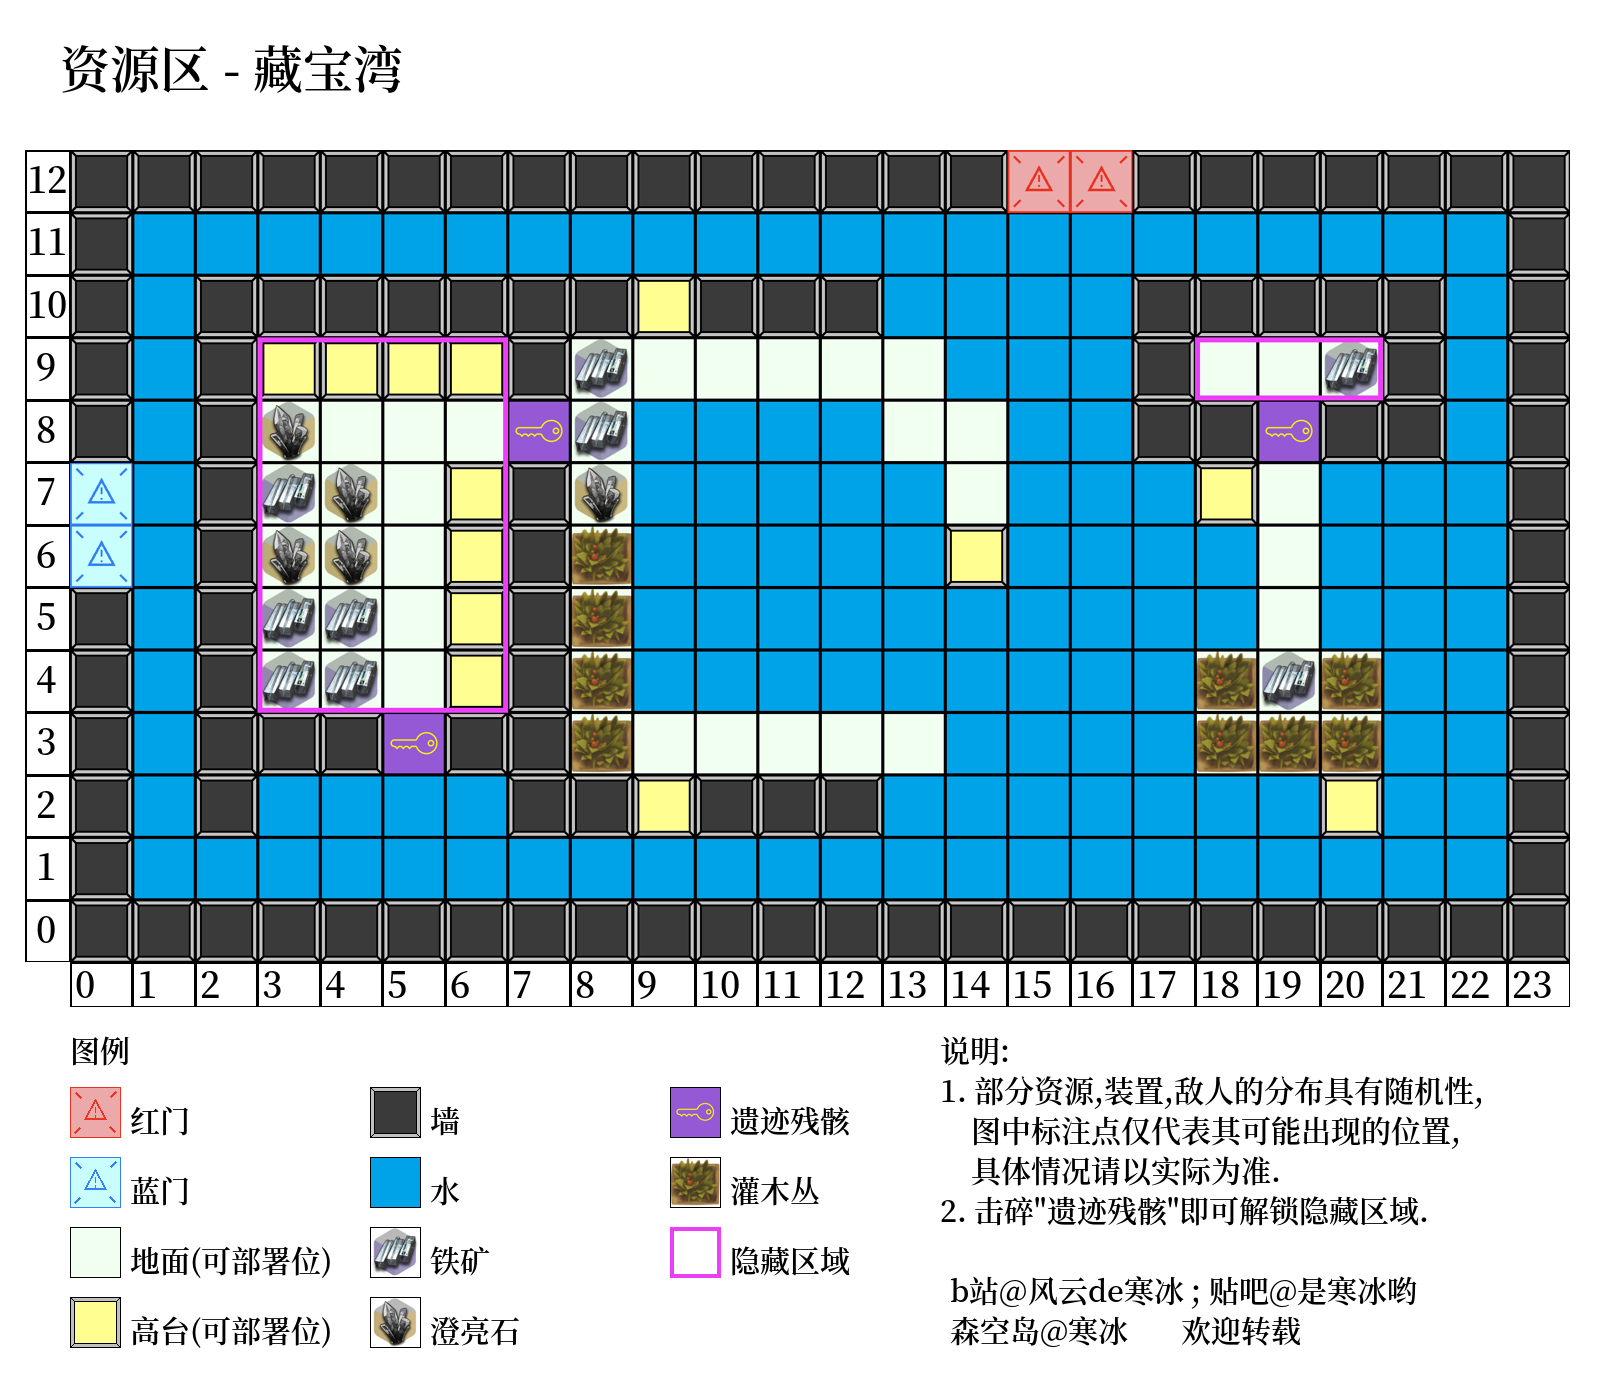 资源区 - 藏宝湾
12
11
10
9
8
7
6
5
4
3
2
1
0
0 1 2 3 4 5 6 7 8 9 10 11 12 13 14 15 16 17 18 19 20 21 22 23
图例
红门
墙
遗迹残骸
蓝门
水
灌木丛
地面(可部署位)
铁矿
隐藏区域
高台(可部署位)
澄亮石
说明:
1. 部分资源,装置,敌人的分布具有随机性,
图中标注点仅代表其可能出现的位置,
具体情况请以实际为准.
2. 击碎"遗迹残骸"即可解锁隐藏区域.
b站@风云de寒冰 ; 贴吧@是寒冰哟
森空岛@寒冰 欢迎转载